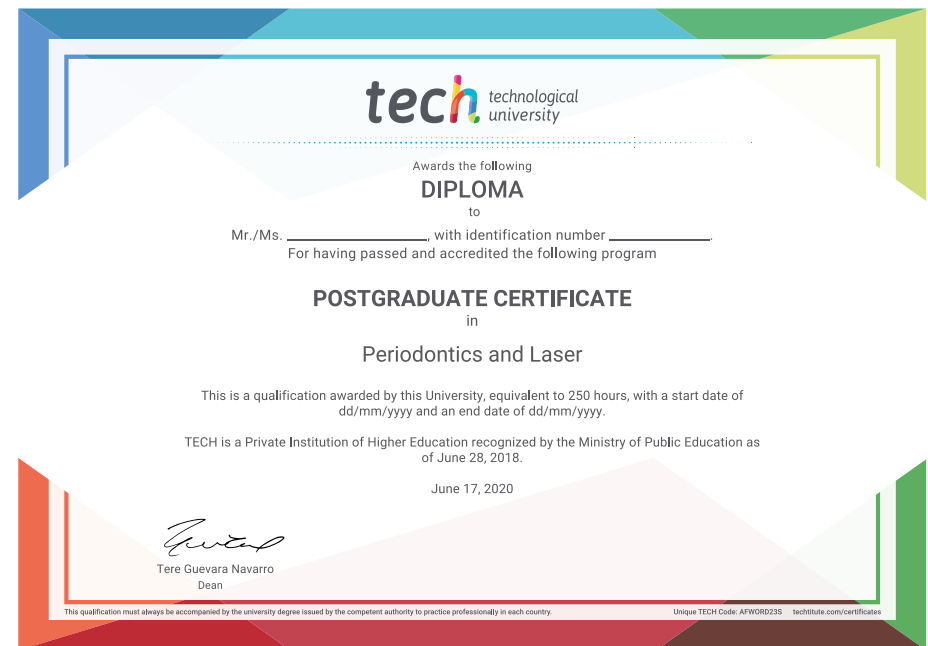 tech technological
university
Awards the following
DIPLOMA
to
Mr./Ms. ____________________, with identification number ______________.
For having passed and accredited the following program
POSTGRADUATE CERTIFICATE
in
Periodontics and Laser
This is a qualification awarded by this University, equivalent to 250 hours, with a start date of
dd/mm/yyyy and an end date of dd/mm/yyyy.
TECH is a Private Institution of Higher Education recognized by the Ministry of Public Education as
of June 28, 2018.
June 17, 2020
Tere Guevara Navarro
Dean
This qualification must always be accompanied by the university degree issued by the competent authority to practice professionally in each country. Unique TECH Code: AFWORD23S techtitute.com/certificates